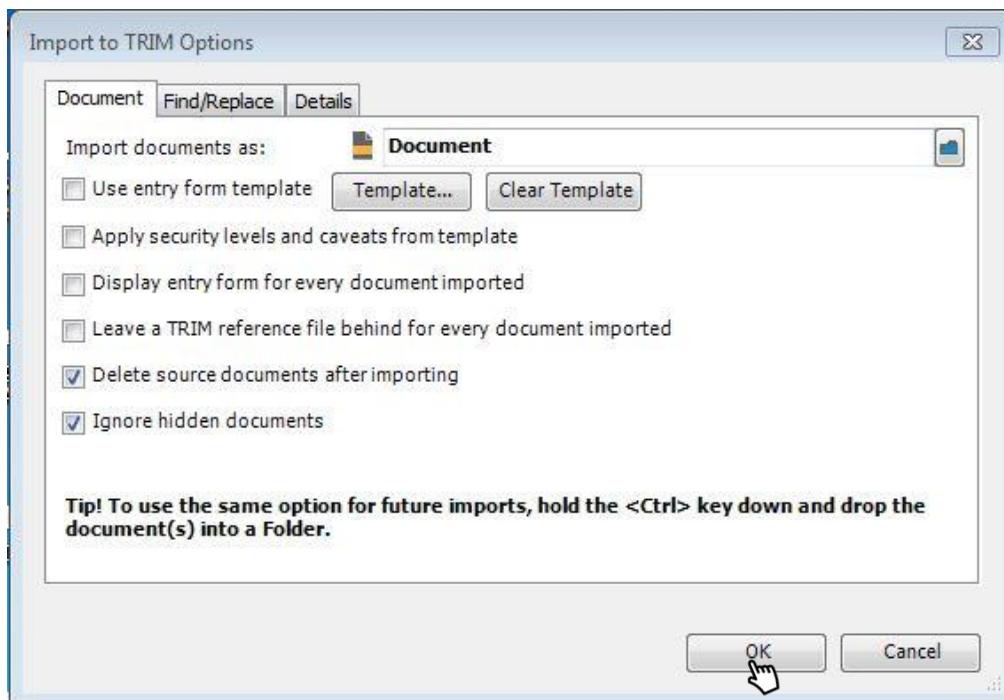 Import to TRIM Options
Document Find/Replace Details
Import documents as: Document
Use entry form template Template... Clear Template
Apply security levels and caveats from template
Display entry form for every document imported
Leave a TRIM reference file behind for every document imported
Delete source documents after importing
Ignore hidden documents
Tip! To use the same option for future imports, hold the <Ctrl> key down and drop the
document(s) into a Folder.
OK Cancel